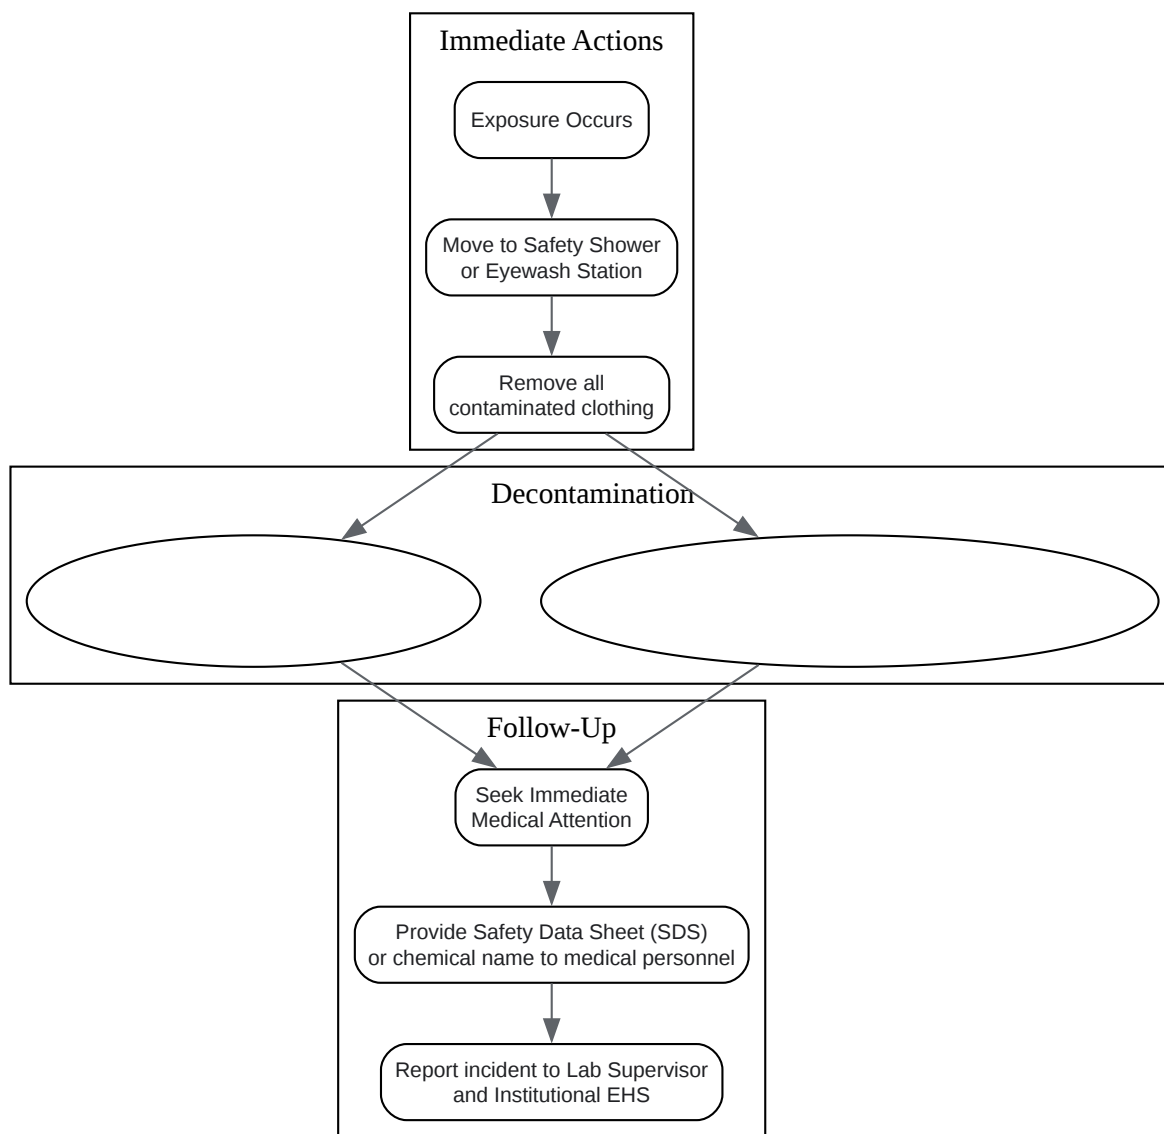 Immediate Actions
Exposure Occurs
Move to Safety Shower
or Eyewash Station
Remove all
contaminated clothing
Decontamination
Follow-Up
Seek Immediate
Medical Attention
Provide Safety Data Sheet (SDS)
or chemical name to medical personnel
Report incident to Lab Supervisor
and Institutional EHS